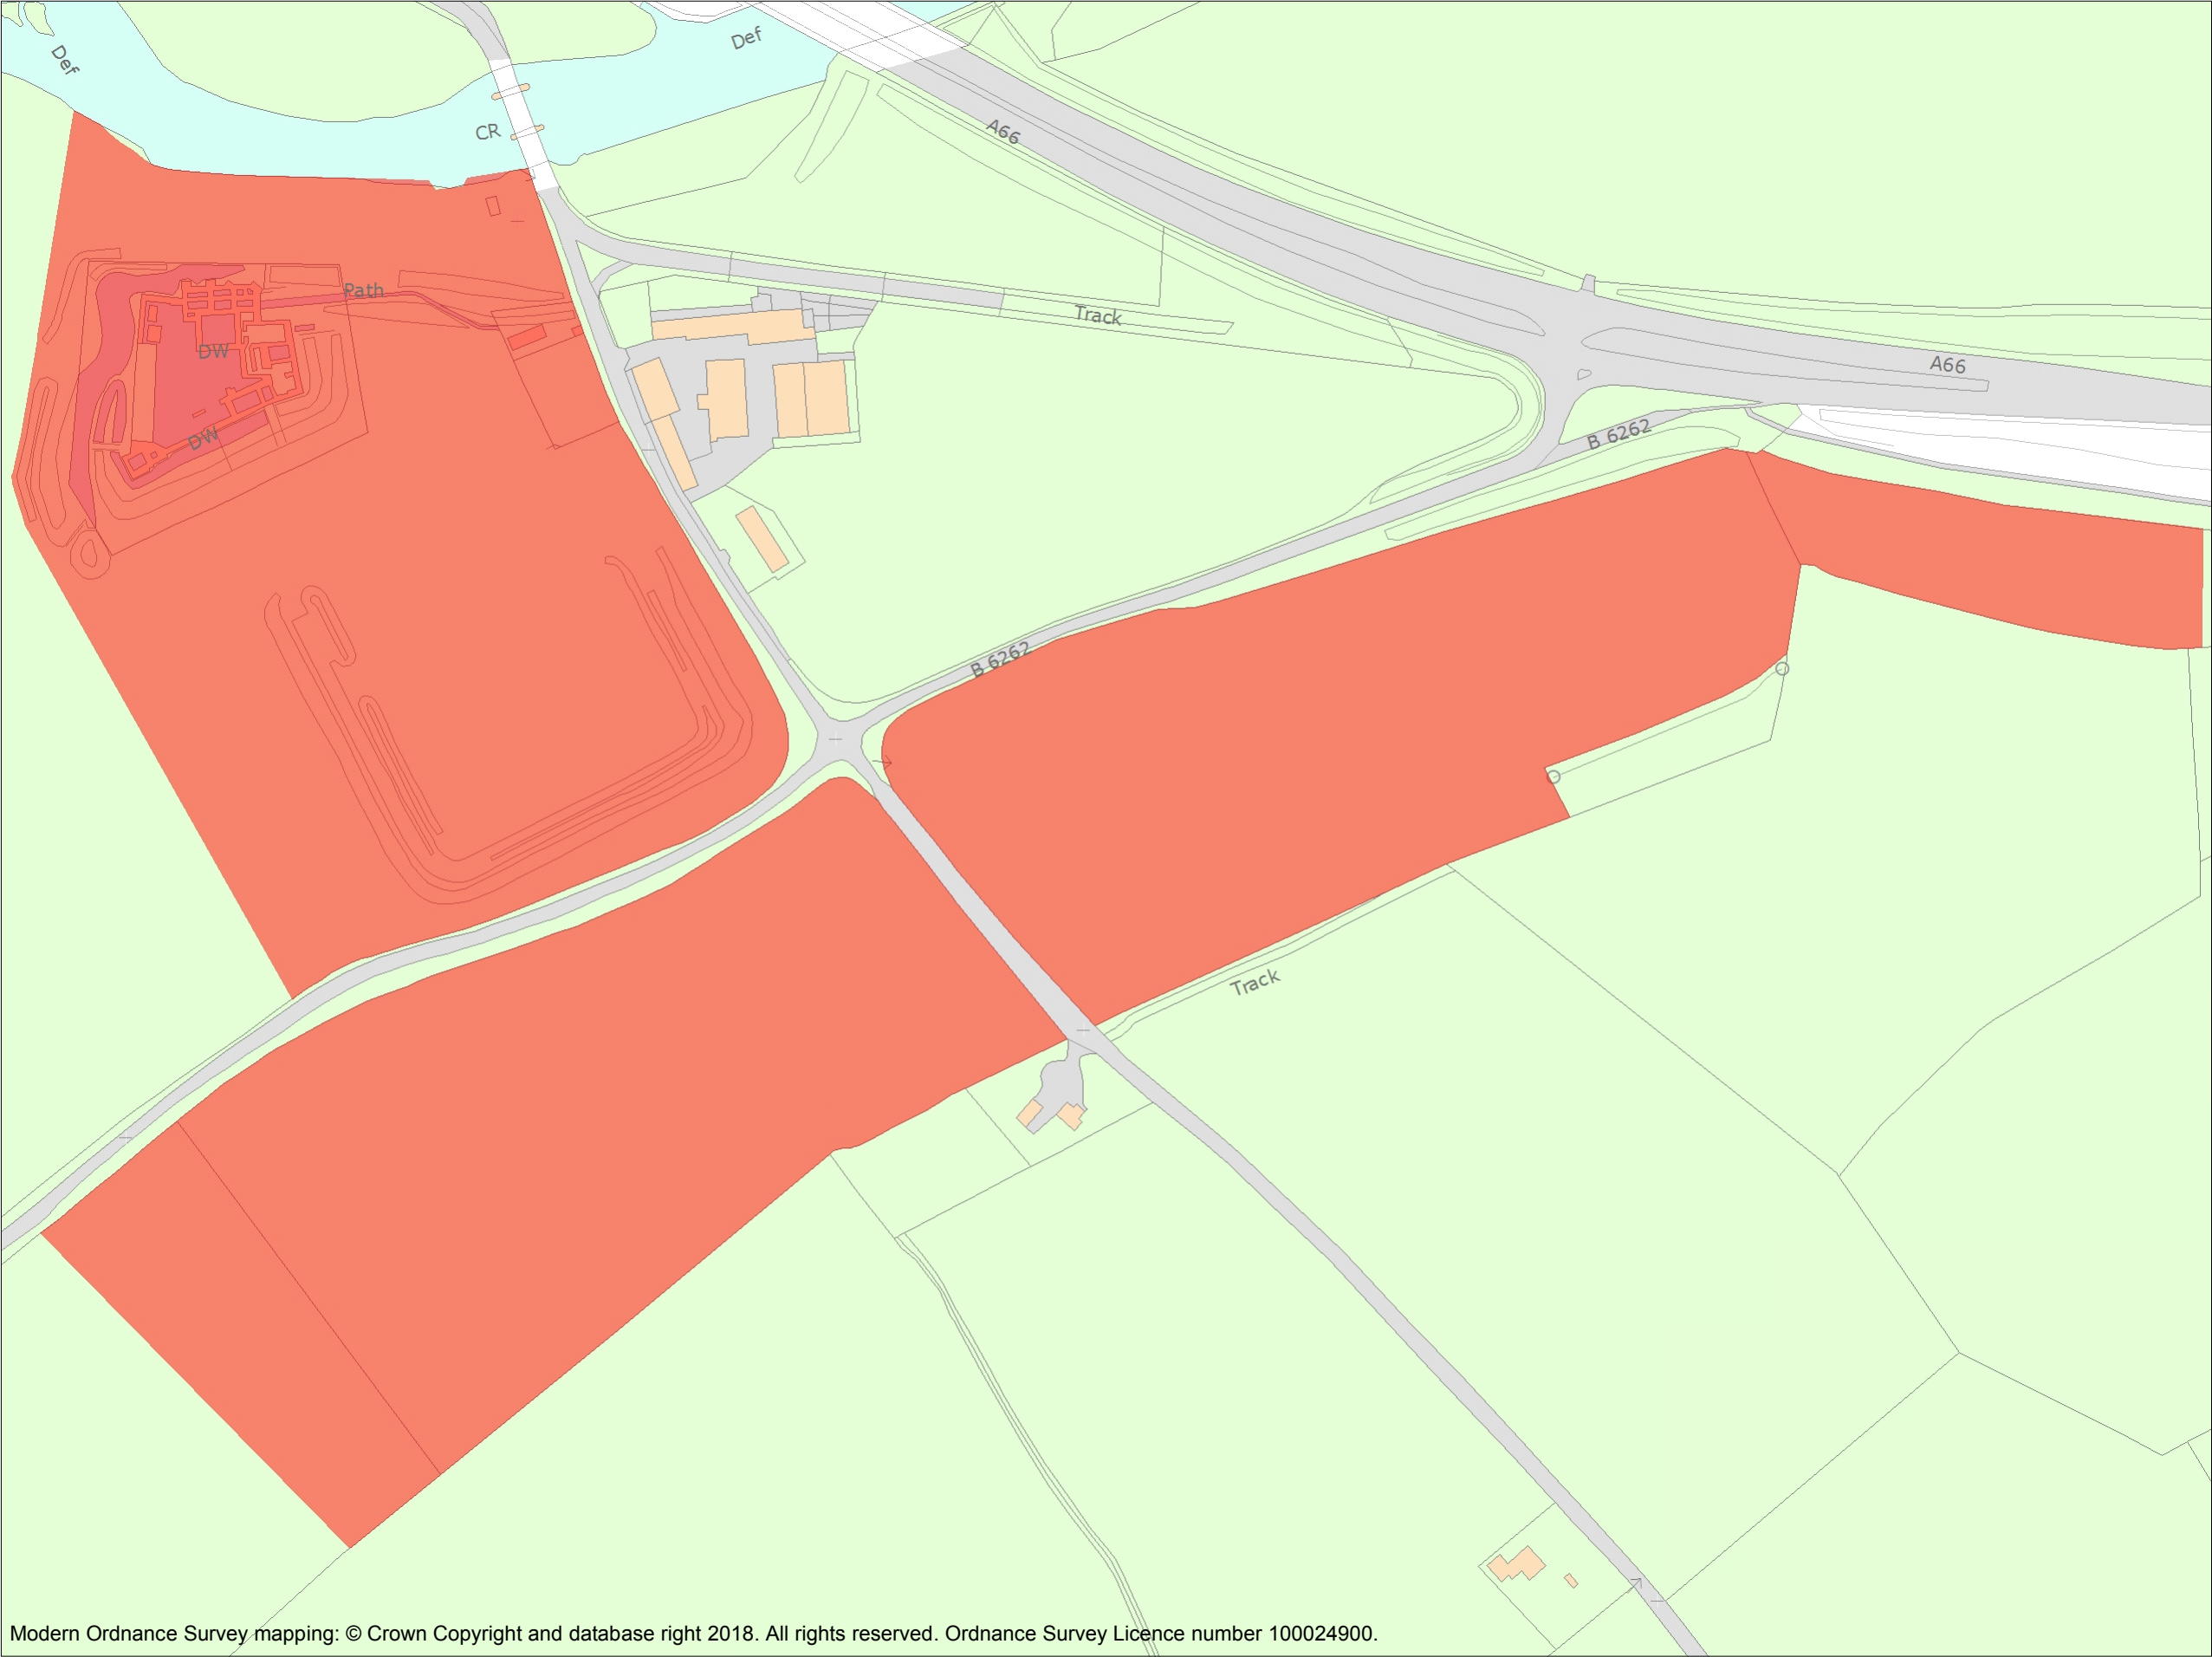 Def
Def
CR
A66
Path
Track
DW
A66
DW
B 6262
B 6262
Track
Modern Ordnance Survey mapping: © Crown Copyright and database right 2018. All rights reserved. Ordnance Survey Licence number 100024900.